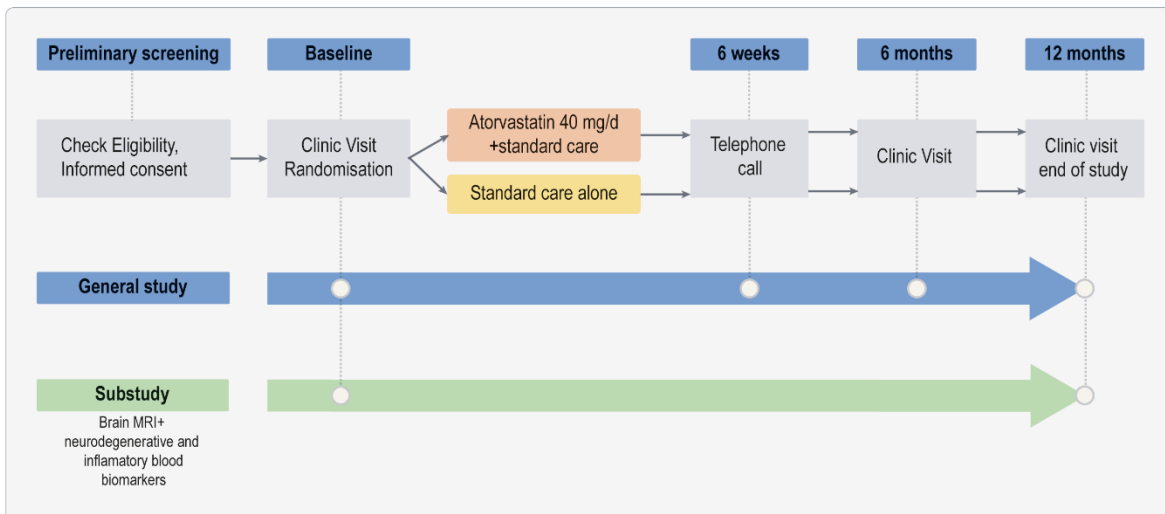 Preliminary screening
Baseline
6 weeks
6 months
12 months
Check Eligibility,
Informed consent
Clinic Visit
Randomisation
Atorvastatin 40 mg/d
+standard care
Standard care alone
Telephone
call
Clinic Visit
Clinic visit
end of study
General study
Substudy
Brain MRI+
neurodegenerative and
inflamatory blood
biomarkers